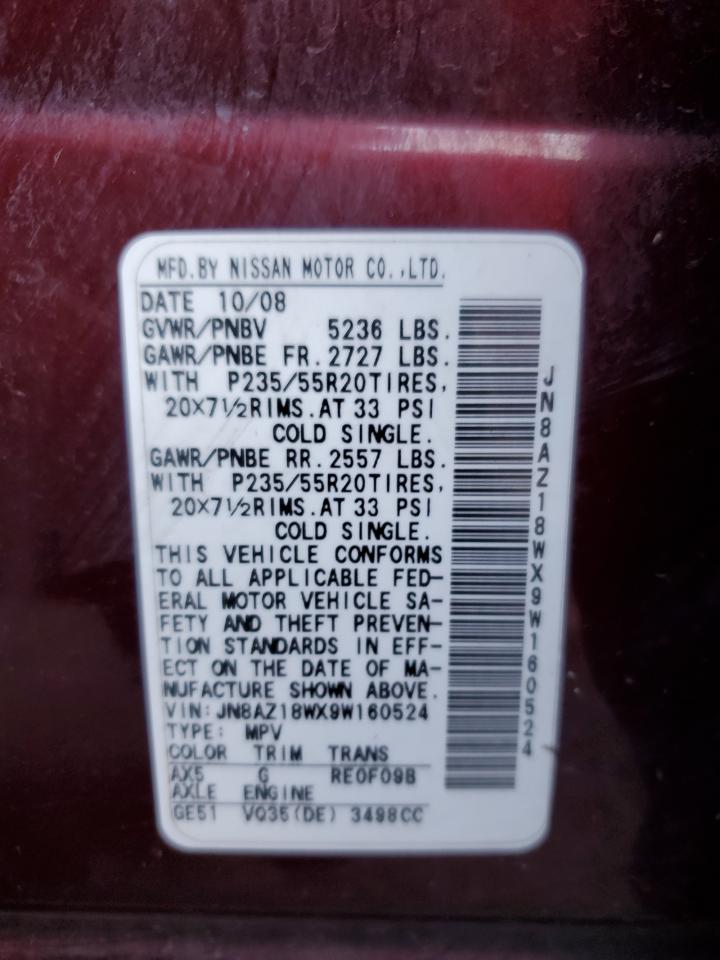 MFD.BY NISSAN MOTOR CO.,LTD.
DATE 10/08
GVWR/PNBV 5236 LBS.
GAWR/PNBE FR.2727 LBS.
WITH P235/55R20TIRES,
20X7½RIMS.AT 33 PSI
COLD SINGLE.
GAWR/PNBE RR.2557 LBS.
WITH P235/55R20TIRES,
20X7½RIMS.AT 33 PSI
COLD SINGLE.
THIS VEHICLE CONFORMS
TO ALL APPLICABLE FED-
ERAL MOTOR VEHICLE SA-
FETY AND THEFT PREVEN-
TION STANDARDS IN EFF-
ECT ON THE DATE OF MA-
NUFACTURE SHOWN ABOVE.
VIN:JN8AZ18WX9W160524
TYPE: MPV
COLOR TRIM TRANS
AX5 G RE0F09B
AXLE ENGINE
GE51 VQ35(DE) 3498CC
JN8AZ18WX9W160524